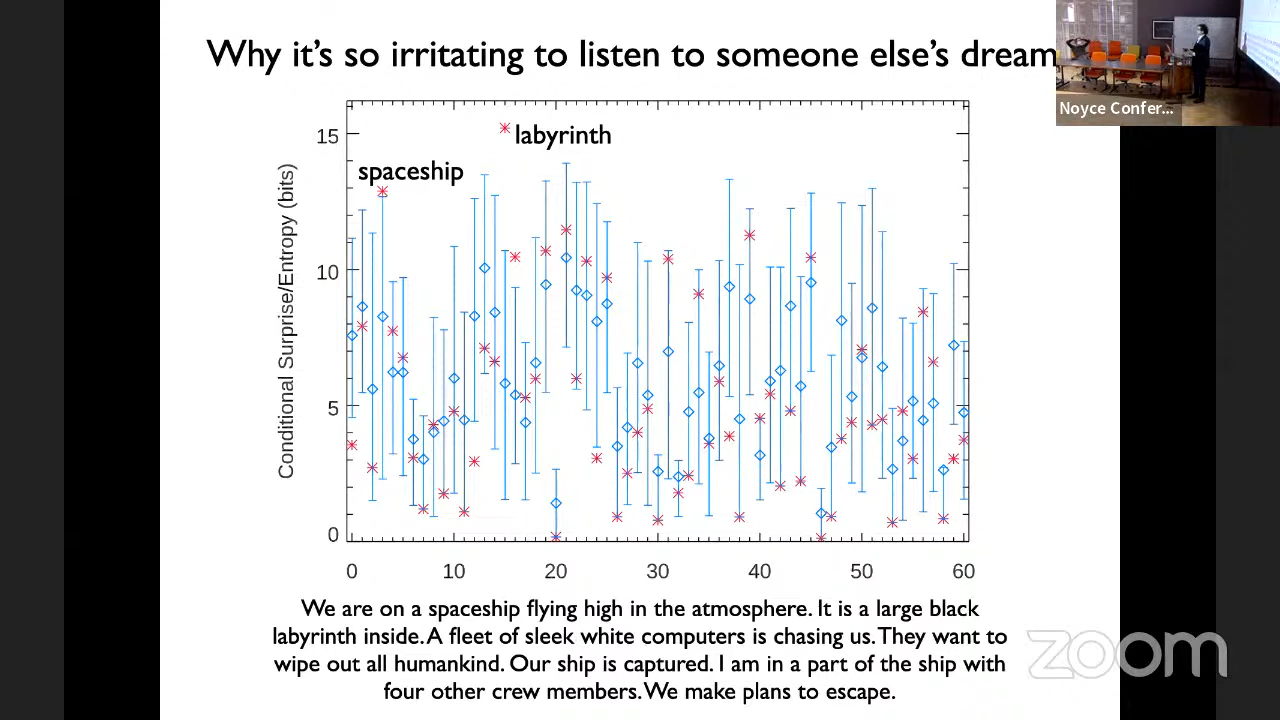 Why it's so irritating to listen to someone else's dream
Noyce Confer...
15
10
5
0
Conditional Surprise/Entropy (bits)
labyrinth
spaceship
0 10 20 30 40 50 60
We are on a spaceship flying high in the atmosphere. It is a large black
labyrinth inside. A fleet of sleek white computers is chasing us. They want to
wipe out all humankind. Our ship is captured. I am in a part of the ship with
four other crew members. We make plans to escape.
zoom